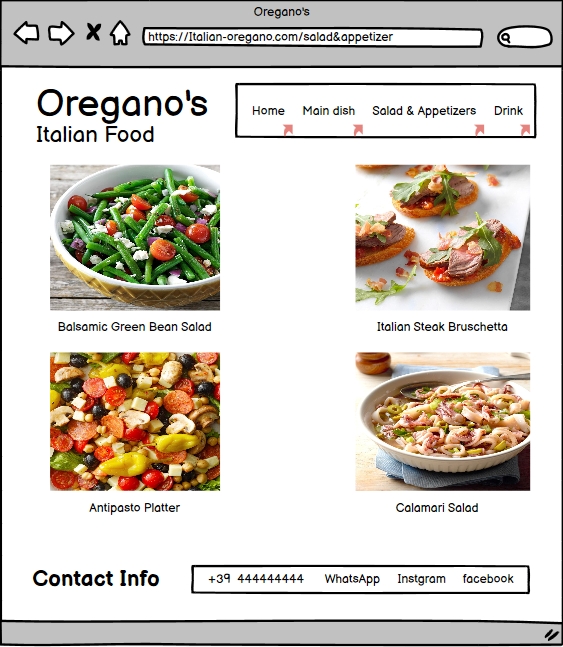 Oregano's
https://Italian-oregano.com/salad&appetizer
Oregano's
Italian Food
Home Main dish Salad & Appetizers Drink
Balsamic Green Bean Salad Italian Steak Bruschetta
Antipasto Platter Calamari Salad
Contact Info +39 444444444 WhatsApp Instgram facebook